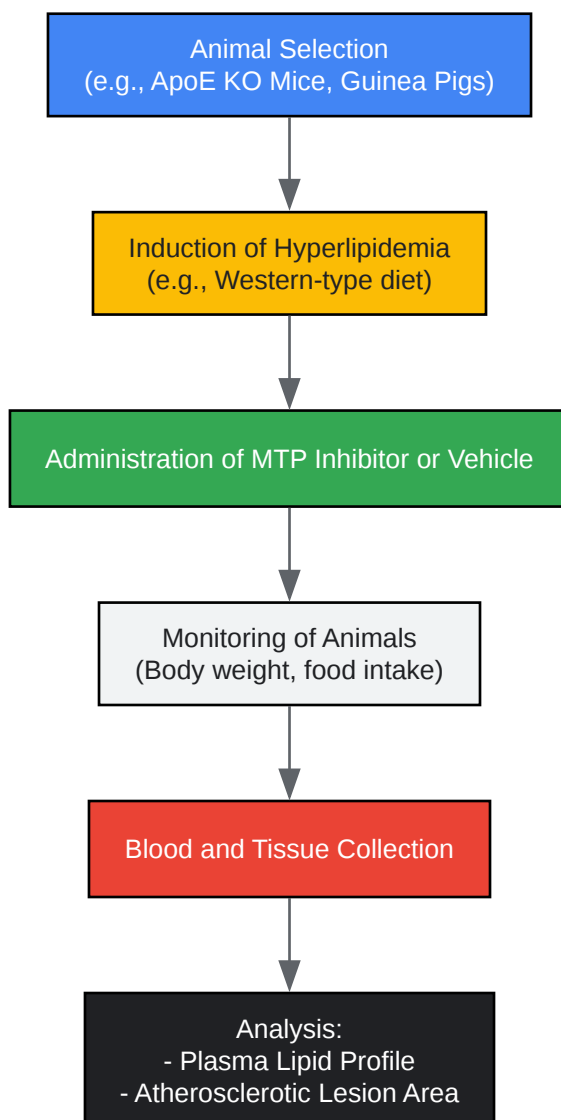 Animal Selection
(e.g., ApoE KO Mice, Guinea Pigs)
Induction of Hyperlipidemia
(e.g., Western-type diet)
Administration of MTP Inhibitor or Vehicle
Monitoring of Animals
(Body weight, food intake)
Blood and Tissue Collection
Analysis:
- Plasma Lipid Profile
- Atherosclerotic Lesion Area